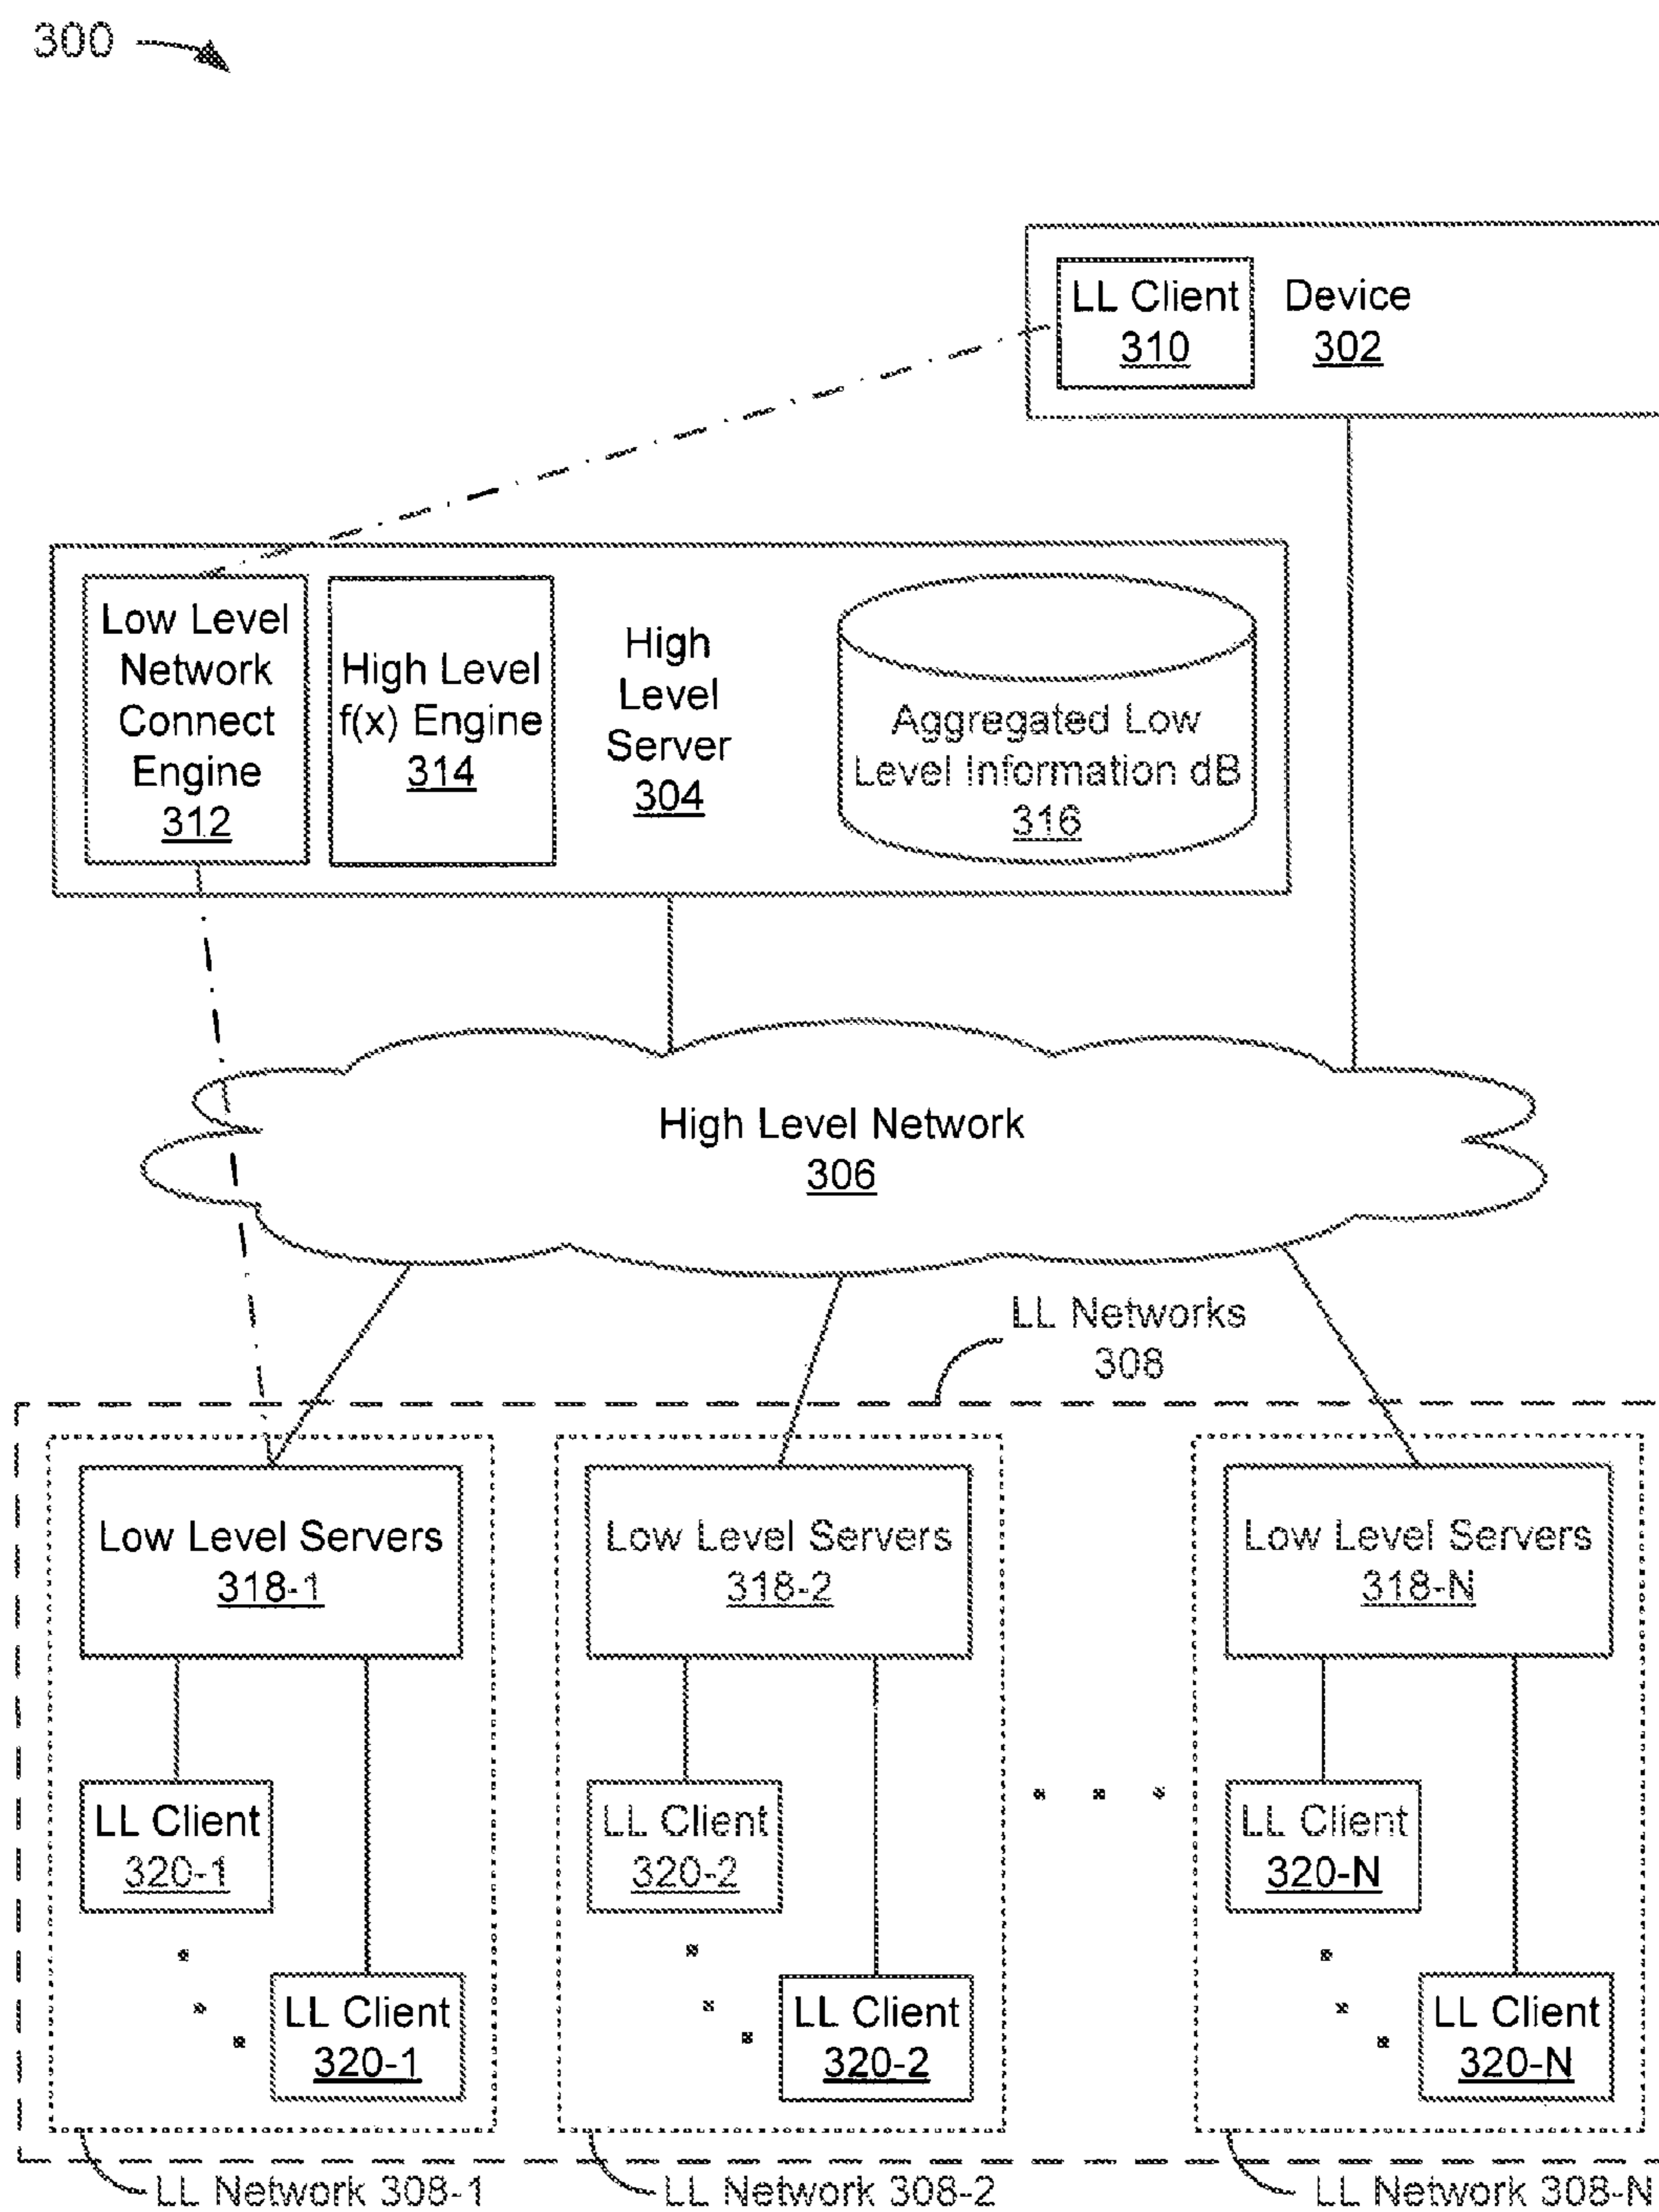 300
LL Client
310
Device
302
Low Level
Network
Connect
Engine
312
High Level
f(x) Engine
314
High
Level
Server
304
Aggregated Low
Level Information dB
316
High Level Network
306
LL Networks
308
Low Level Servers
318-1
Low Level Servers
318-2
Low Level Servers
318-N
LL Client
320-1
LL Client
320-2
LL Client
320-N
LL Client
320-1
LL Client
320-2
LL Client
320-N
LL Network 308-1
LL Network 308-2
LL Network 308-N